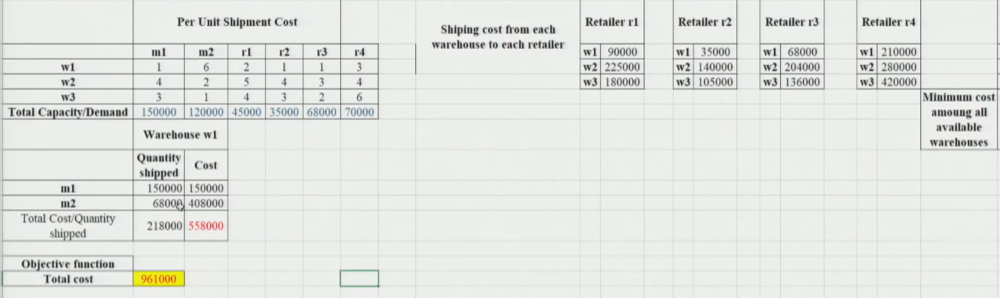 Per Unit Shipment Cost
Shiping cost from each
warehouse to each retailer
Retailer r1
Retailer r2
Retailer r3
Retailer r4
m1 m2 r1 r2 r3 r4
w1 1 6 2 1 1 3
w2 4 2 5 4 3 4
w3 3 1 4 3 2 6
Total Capacity/Demand 150000 120000 45000 35000 68000 70000
w1 90000 w1 35000 w1 68000 w1 210000
w2 225000 w2 140000 w2 204000 w2 280000
w3 180000 w3 105000 w3 136000 w3 420000
Minimum cost
amoung all
available
warehouses
Warehouse w1
Quantity
shipped
Cost
m1 150000 150000
m2 68000 408000
Total Cost/Quantity
shipped
218000 558000
Objective function
Total cost 961000